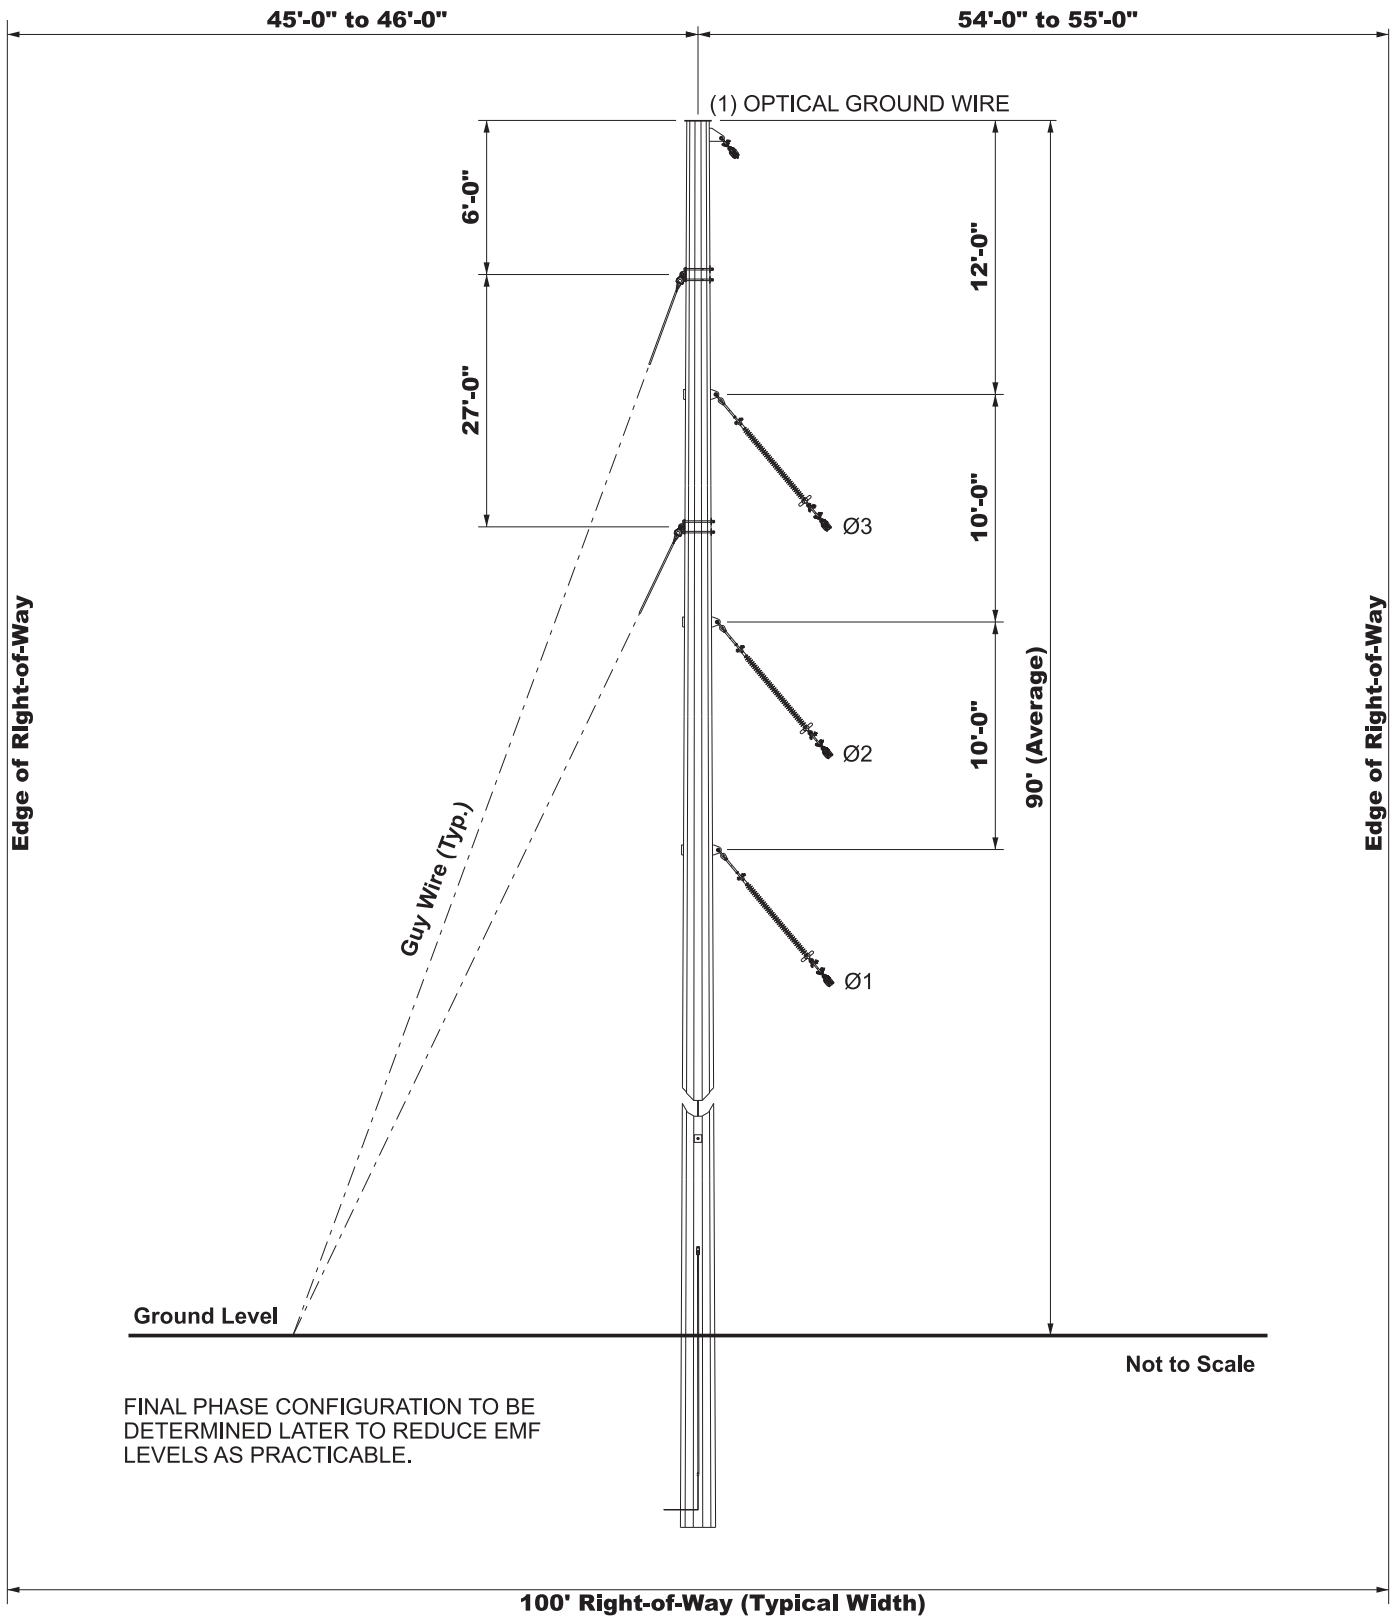 45'-0" to 46'-0"
54'-0" to 55'-0"
(1) OPTICAL GROUND WIRE
6'-0"
12'-0"
27'-0"
10'-0"
Ø3
Edge of Right-of-Way
Edge of Right-of-Way
90' (Average)
10'-0"
Ø2
Guy Wire (Typ.)
Ø1
Ground Level
Not to Scale
FINAL PHASE CONFIGURATION TO BE
DETERMINED LATER TO REDUCE EMF
LEVELS AS PRACTICABLE.
100' Right-of-Way (Typical Width)